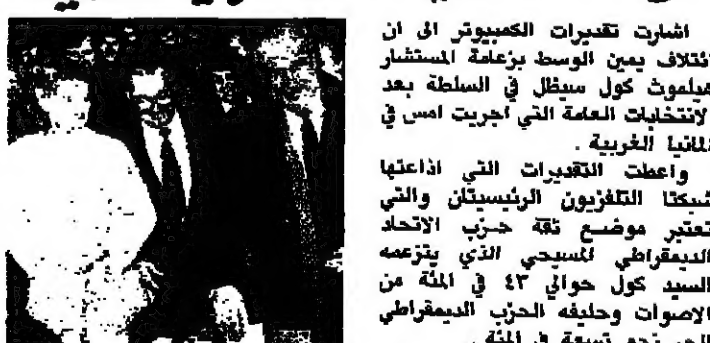 اشارت تقديرات الكمبيوتر الى ان
ائتلاف يمين الوسط بزعامة المستشار
هيلموت كول سيظل في السلطة بعد
الانتخابات العامة التي اجريت امس في
المانيا الغربية .
واعطت التقديرات التي اذاعتها
شبكتا التلفزيون الرئيسيتان والتي
تعتبر موضع ثقة حزب الاتحاد
الديمقراطي المسيحي الذي يتزعمه
السيد كول حوالي ٤٣ في المئة من
الاصوات وحليفه الحزب الديمقراطي
الحر نحو تسعة في المئة .